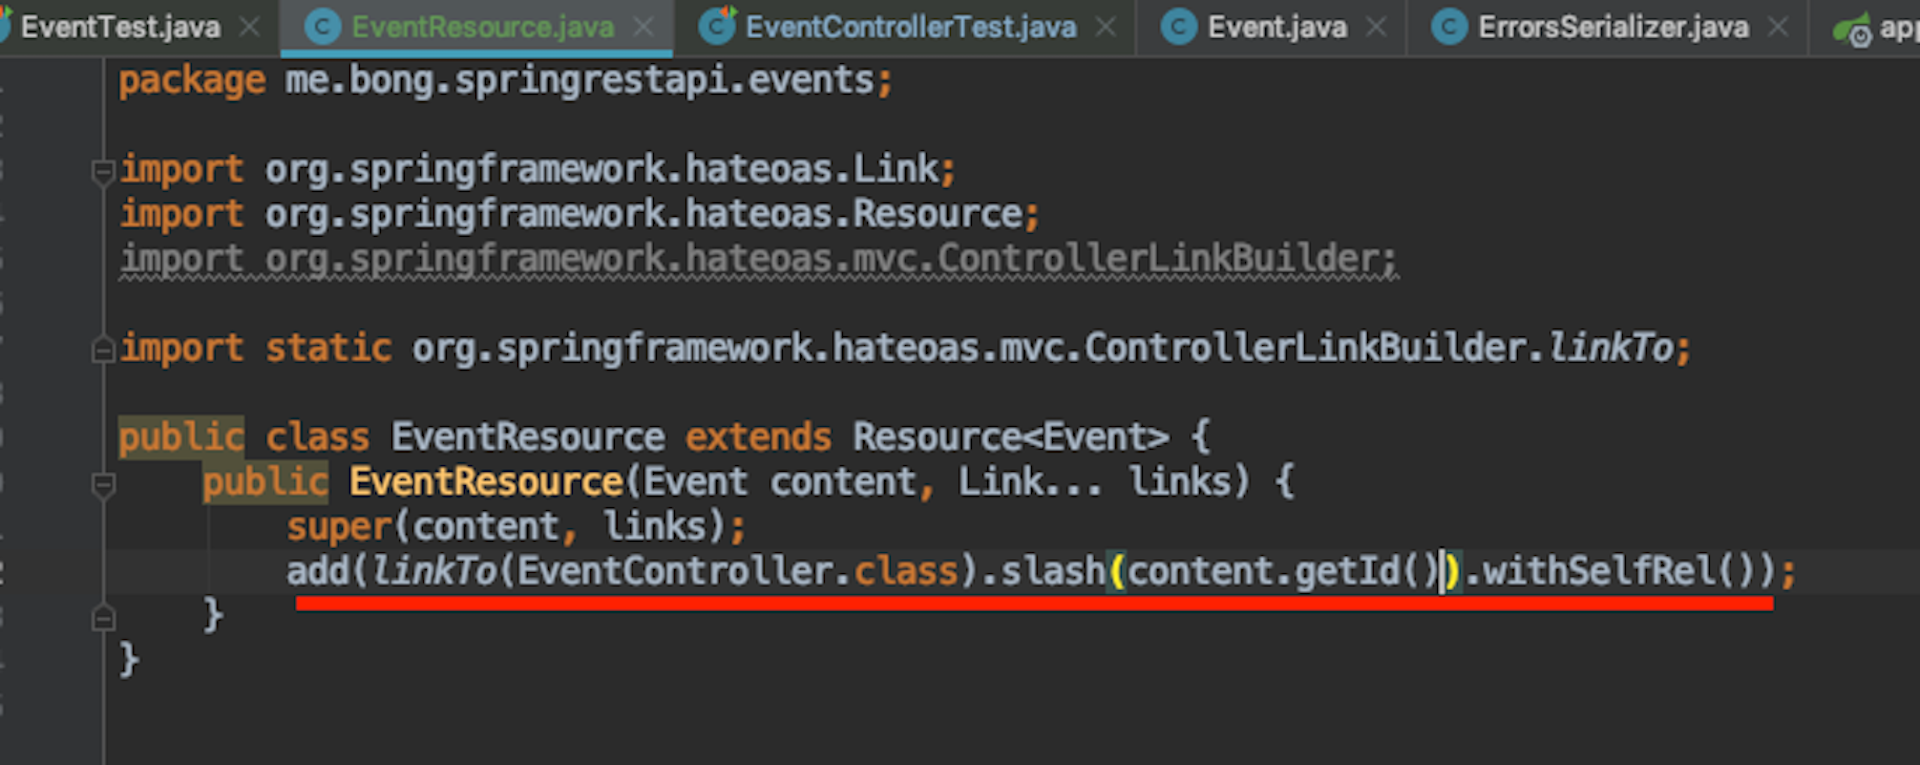 EventTest.java EventResource.java EventControllerTest.java Event.java ErrorsSerializer.java
package me.bong.springrestapi.events;
import org.springframework.hateoas.Link;
import org.springframework.hateoas.Resource;
import org.springframework.hateoas.mvc.ControllerLinkBuilder;
import static org.springframework.hateoas.mvc.ControllerLinkBuilder.linkTo;
public class EventResource extends Resource<Event> {
public EventResource(Event content, Link... links) {
super(content, links);
add(linkTo(EventController.class).slash(content.getId()).withSelfRel());
}
}